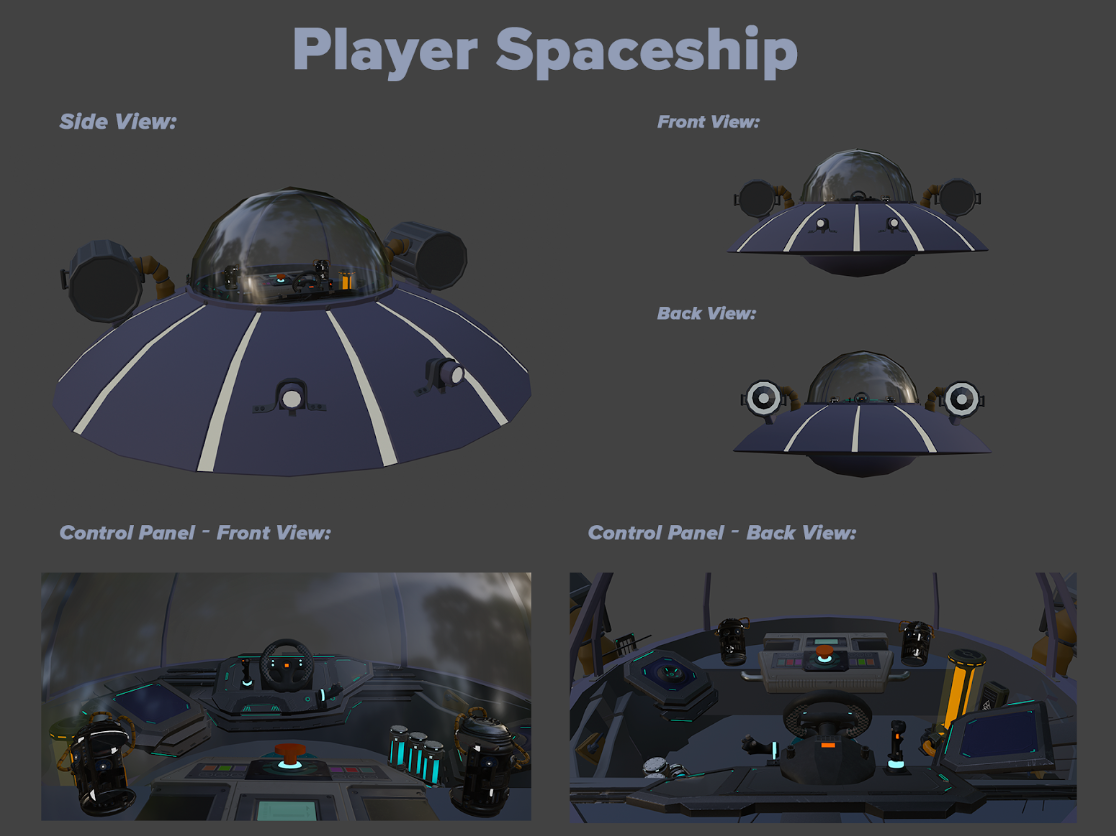 Player Spaceship
Side View:
Front View:
Back View:
Control Panel - Front View:
Control Panel - Back View: